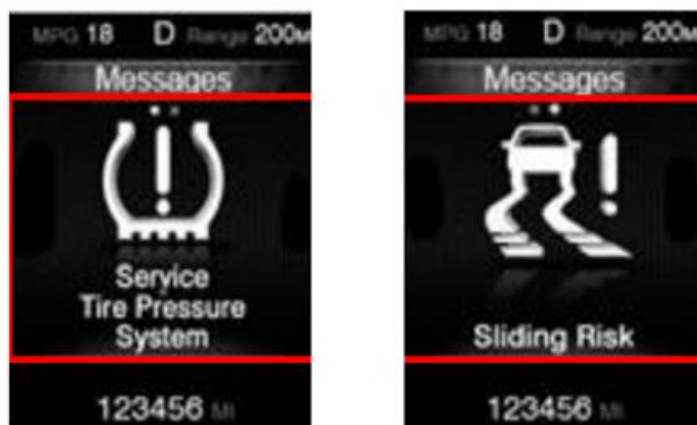 MPG 18 D Range 200M
Messages
Service
Tire Pressure
System
123456 MI
MPG 18 D Range 200M
Messages
Sliding Risk
123456 MI